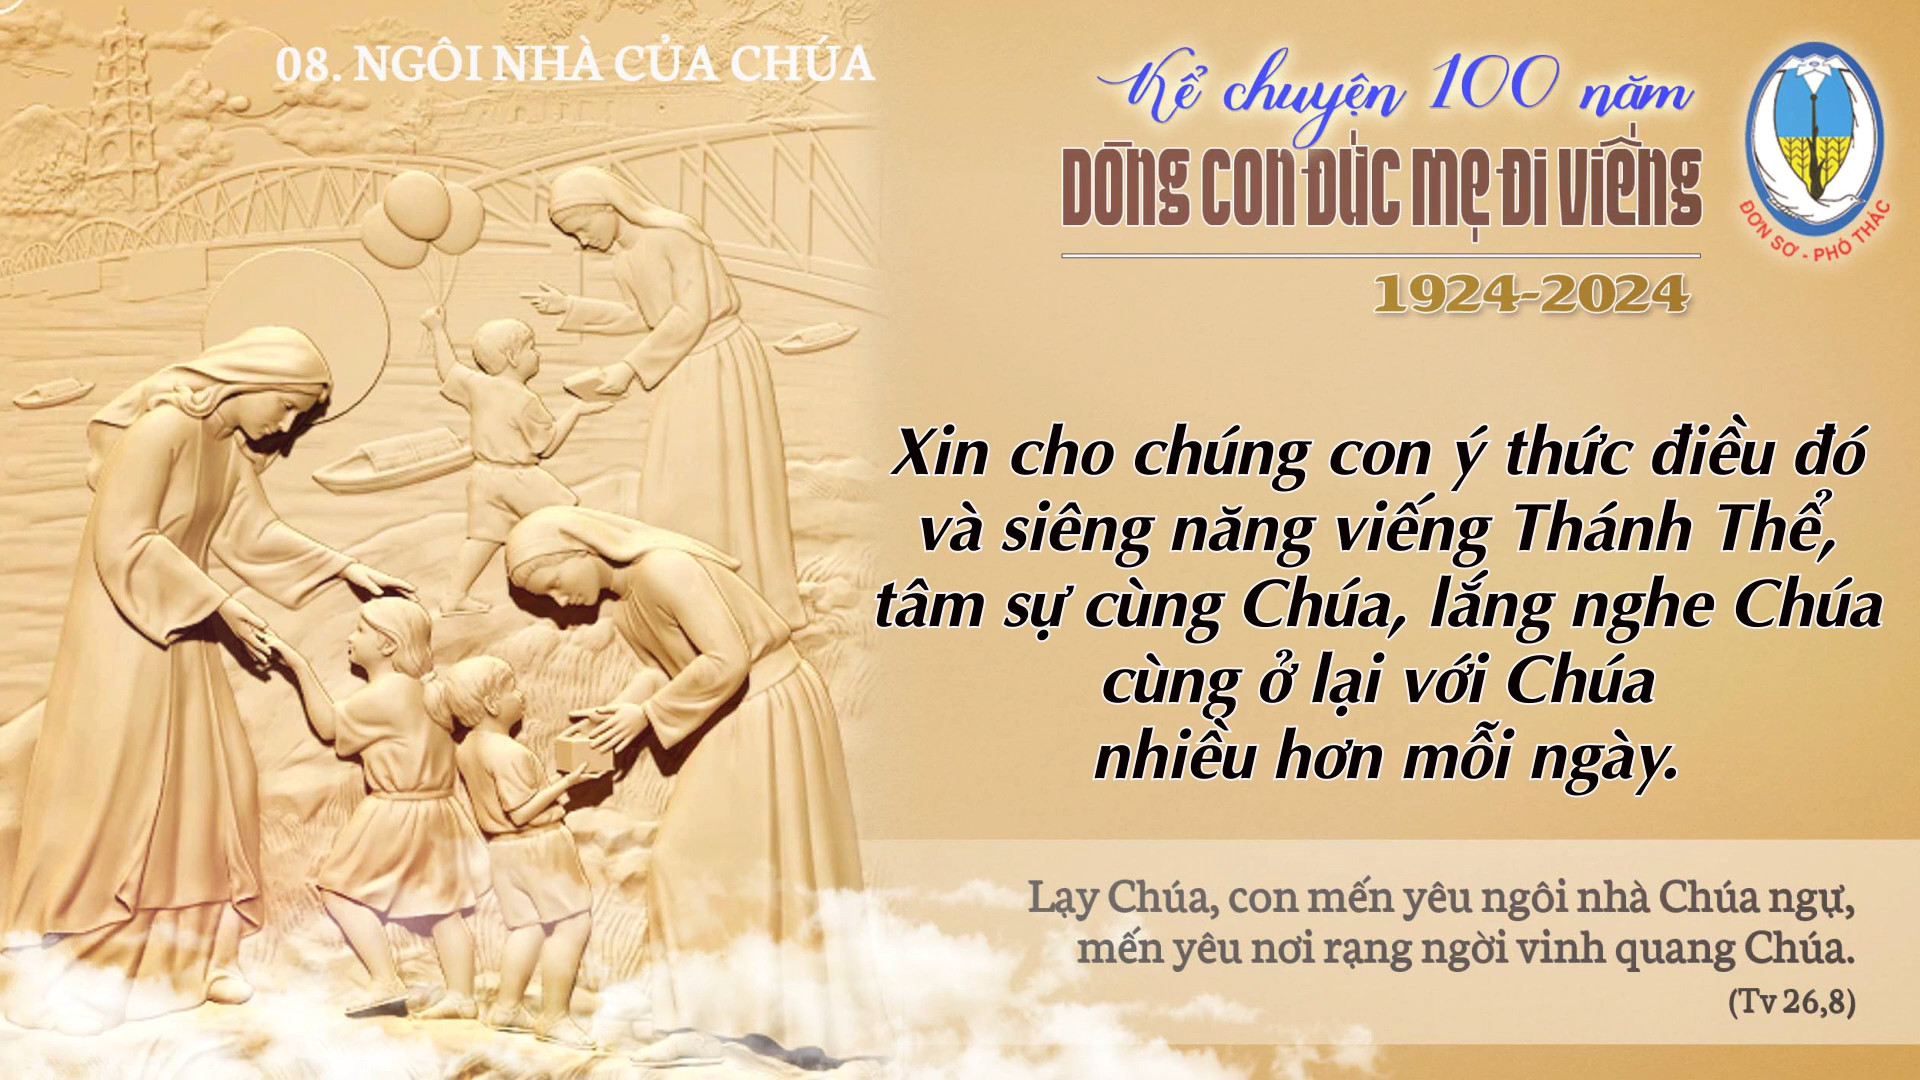 08. NGÔI NHÀ CỦA CHÚA
Kể chuyện 100 năm
DÒNG CON ĐỨC MẸ ĐI VIẾNG
1924-2024
ĐƠN SƠ - PHÓ THÁC
Xin cho chúng con ý thức điều đó
và siêng năng viếng Thánh Thể,
tâm sự cùng Chúa, lắng nghe Chúa
cùng ở lại với Chúa
nhiều hơn mỗi ngày.
Lạy Chúa, con mến yêu ngôi nhà Chúa ngự,
mến yêu nơi rạng ngời vinh quang Chúa.
(Tv 26,8)